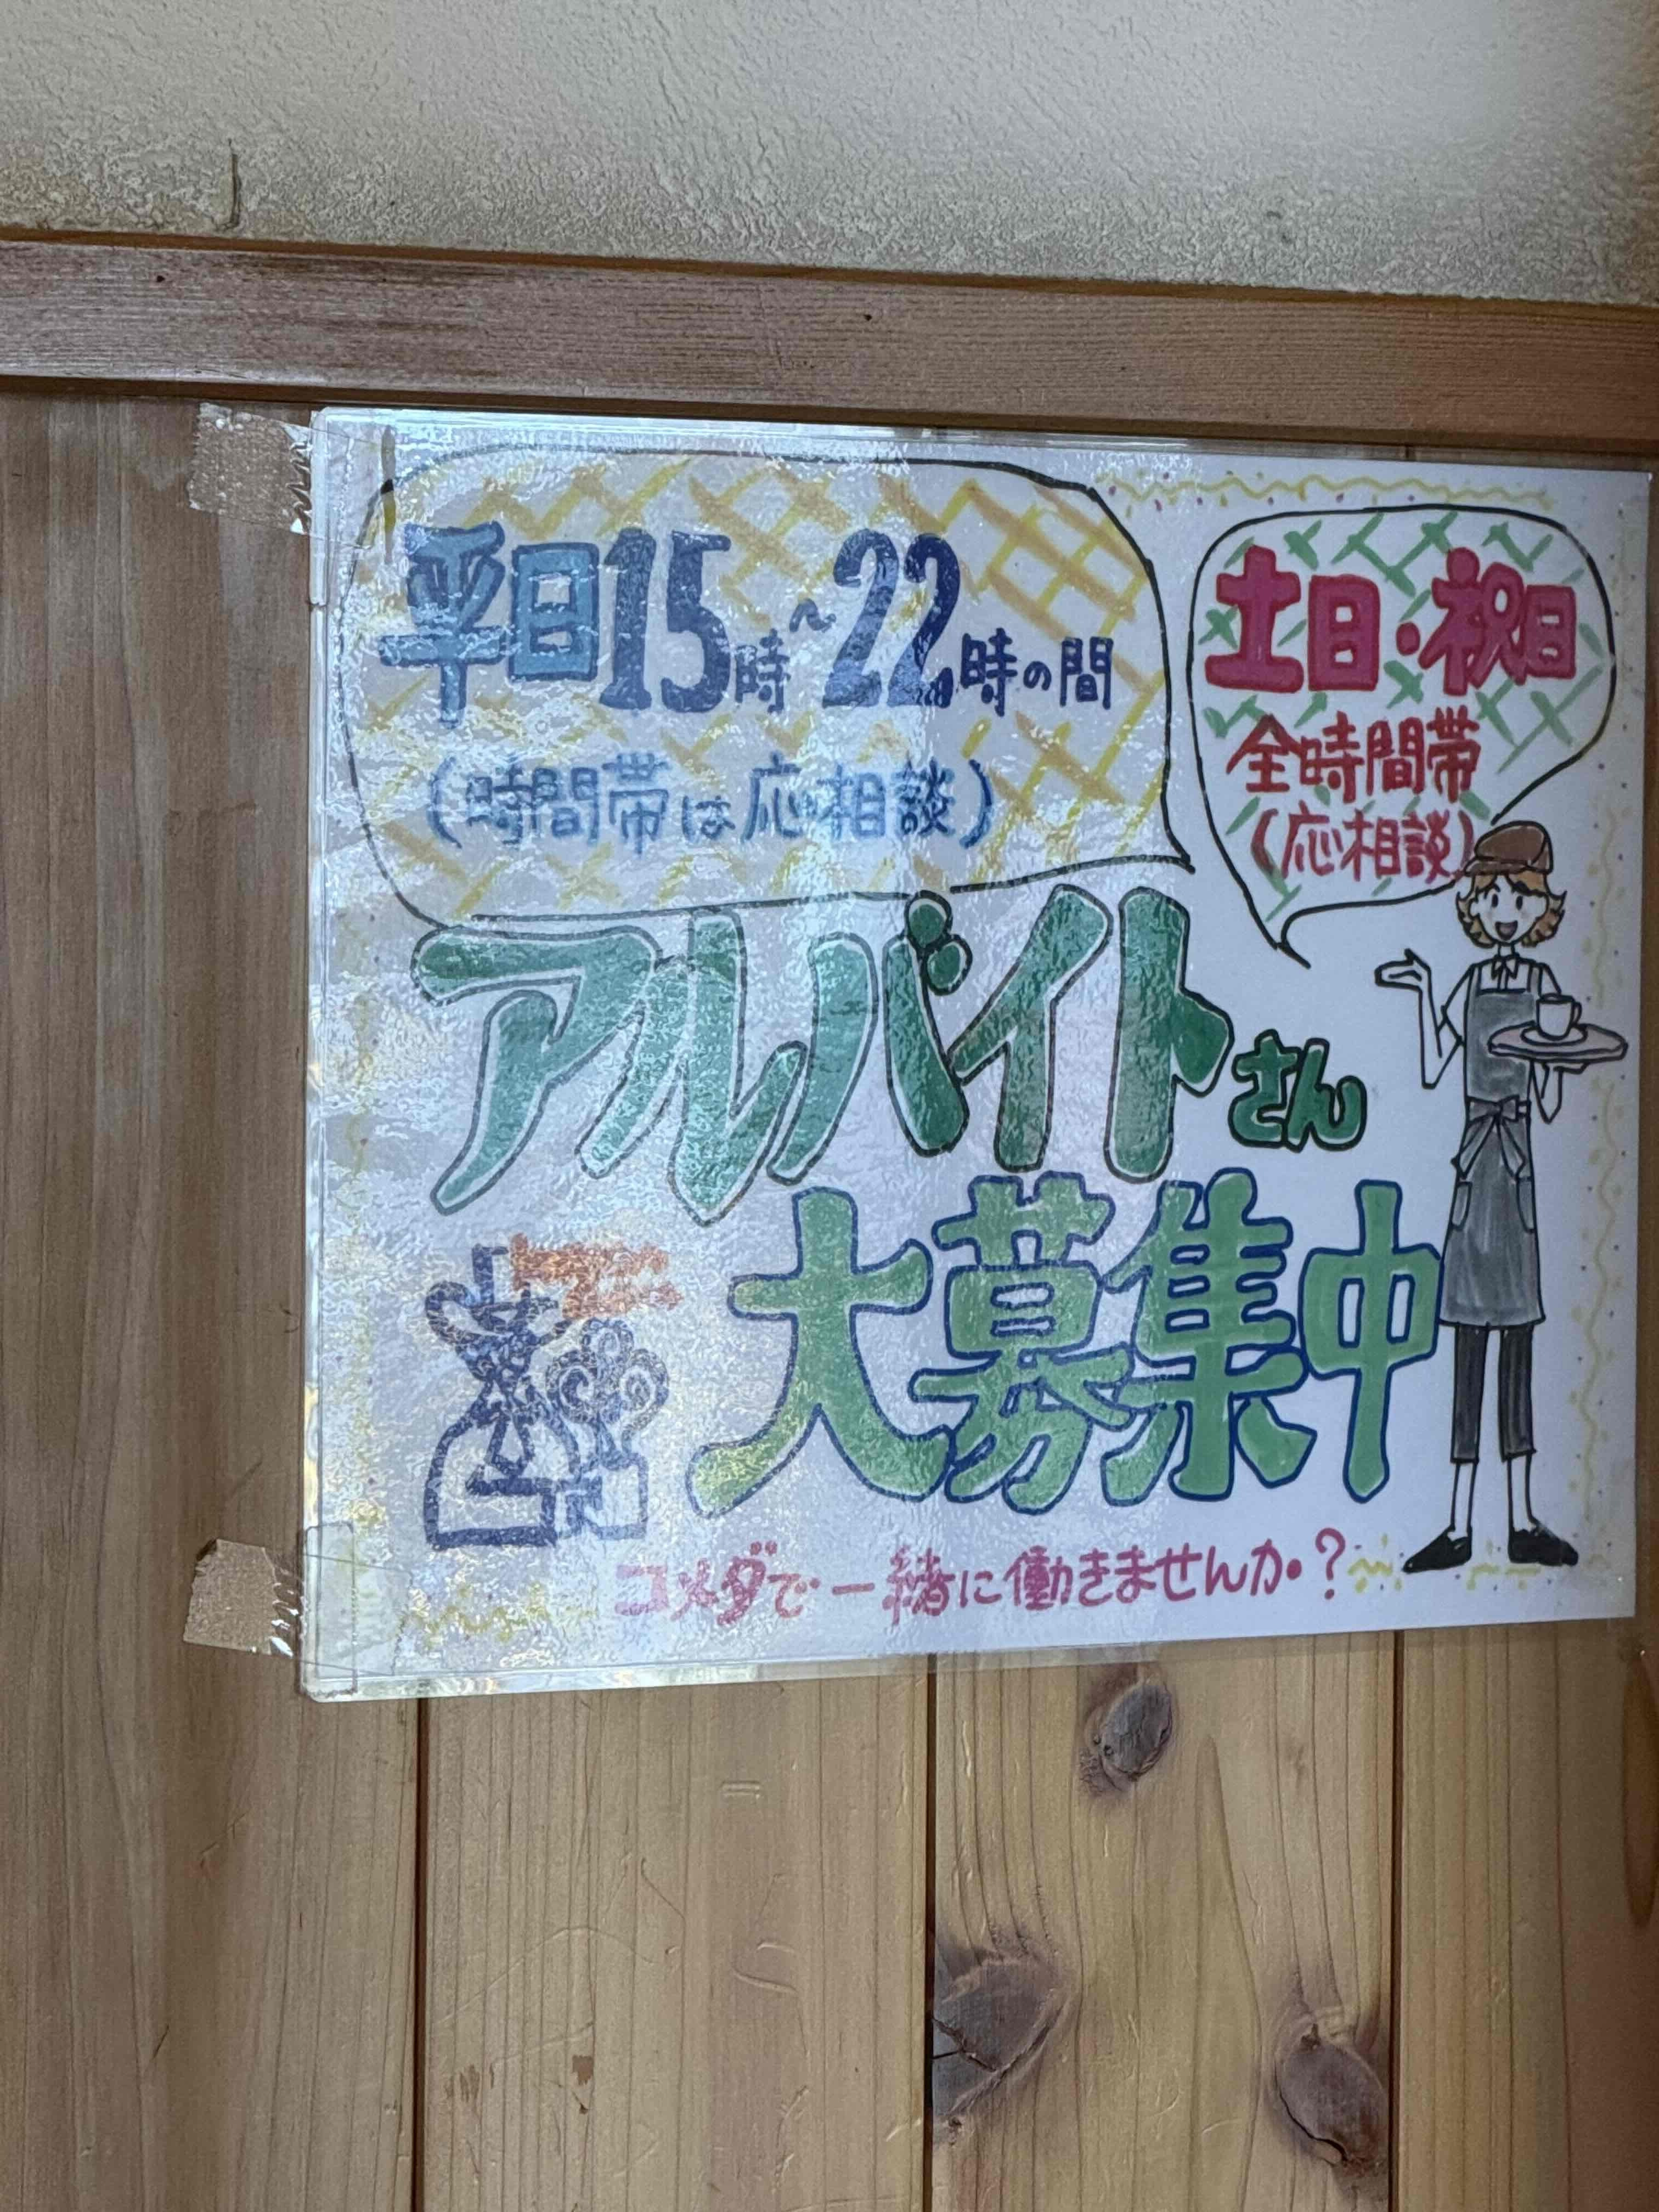 平日15時~22時の間
(時間帯は応相談)
土日・祝日
全時間帯
(応相談)
アルバイトさん
大募集中
コメダで一緒に働きませんか?